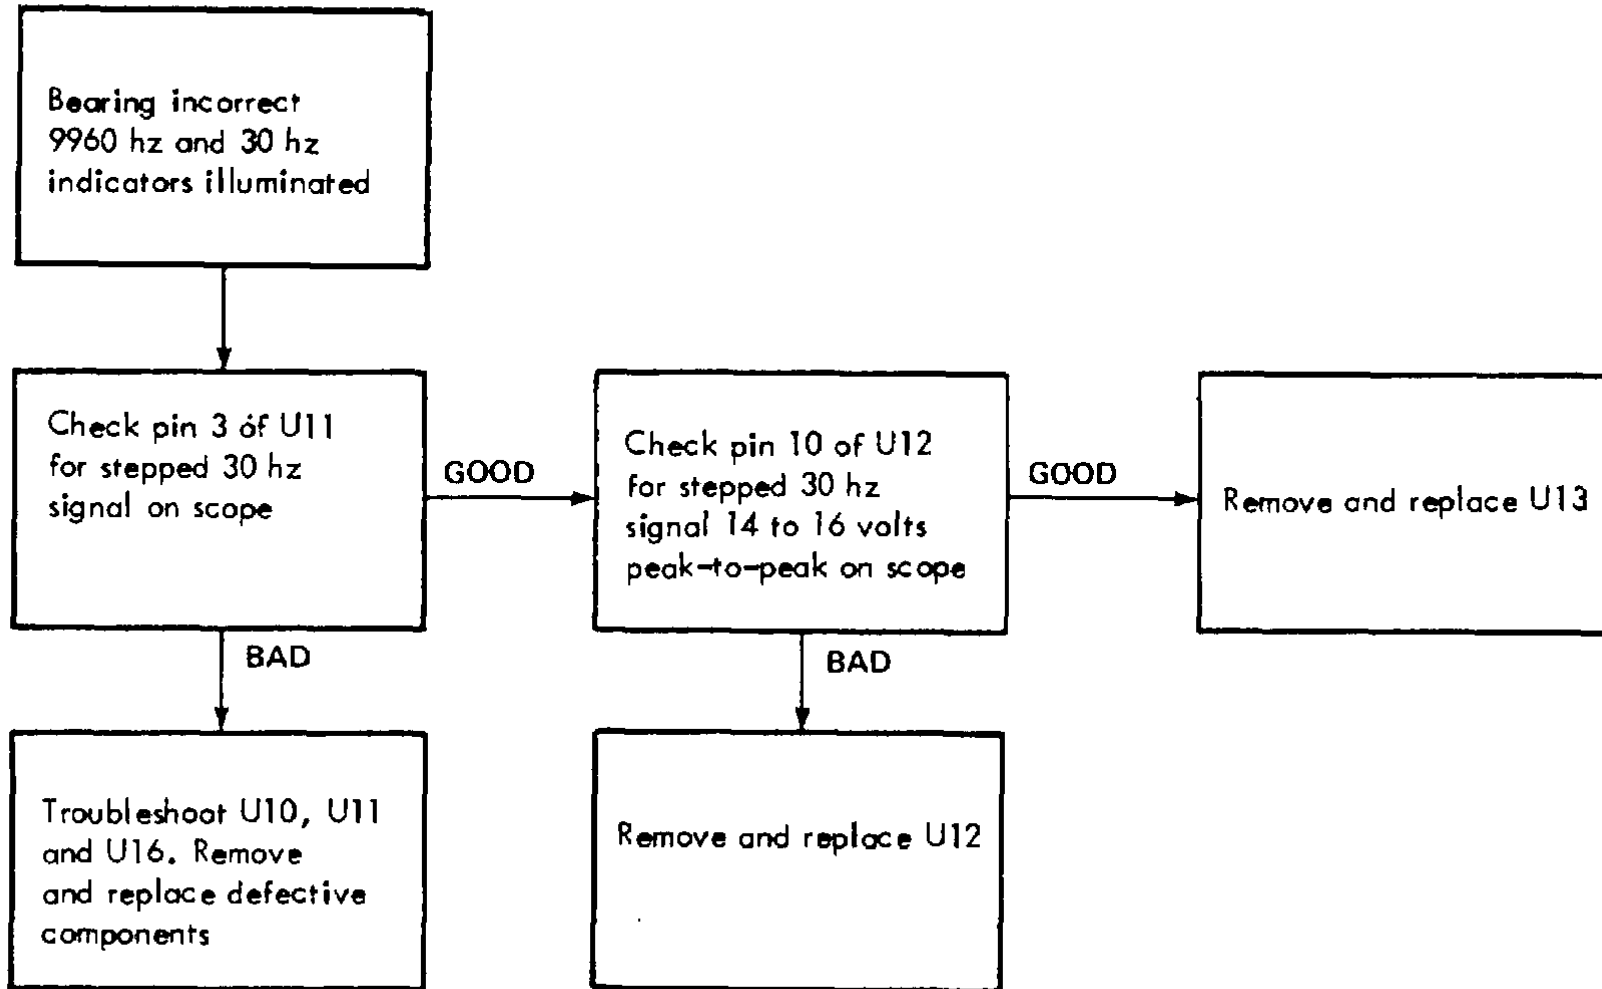 Bearing incorrect
9960 hz and 30 hz
indicators illuminated
Check pin 3 of U11
for stepped 30 hz
signal on scope
GOOD
Check pin 10 of U12
for stepped 30 hz
signal 14 to 16 volts
peak-to-peak on scope
GOOD
Remove and replace U13
BAD
BAD
Troubleshoot U10, U11
and U16. Remove
and replace defective
components
Remove and replace U12